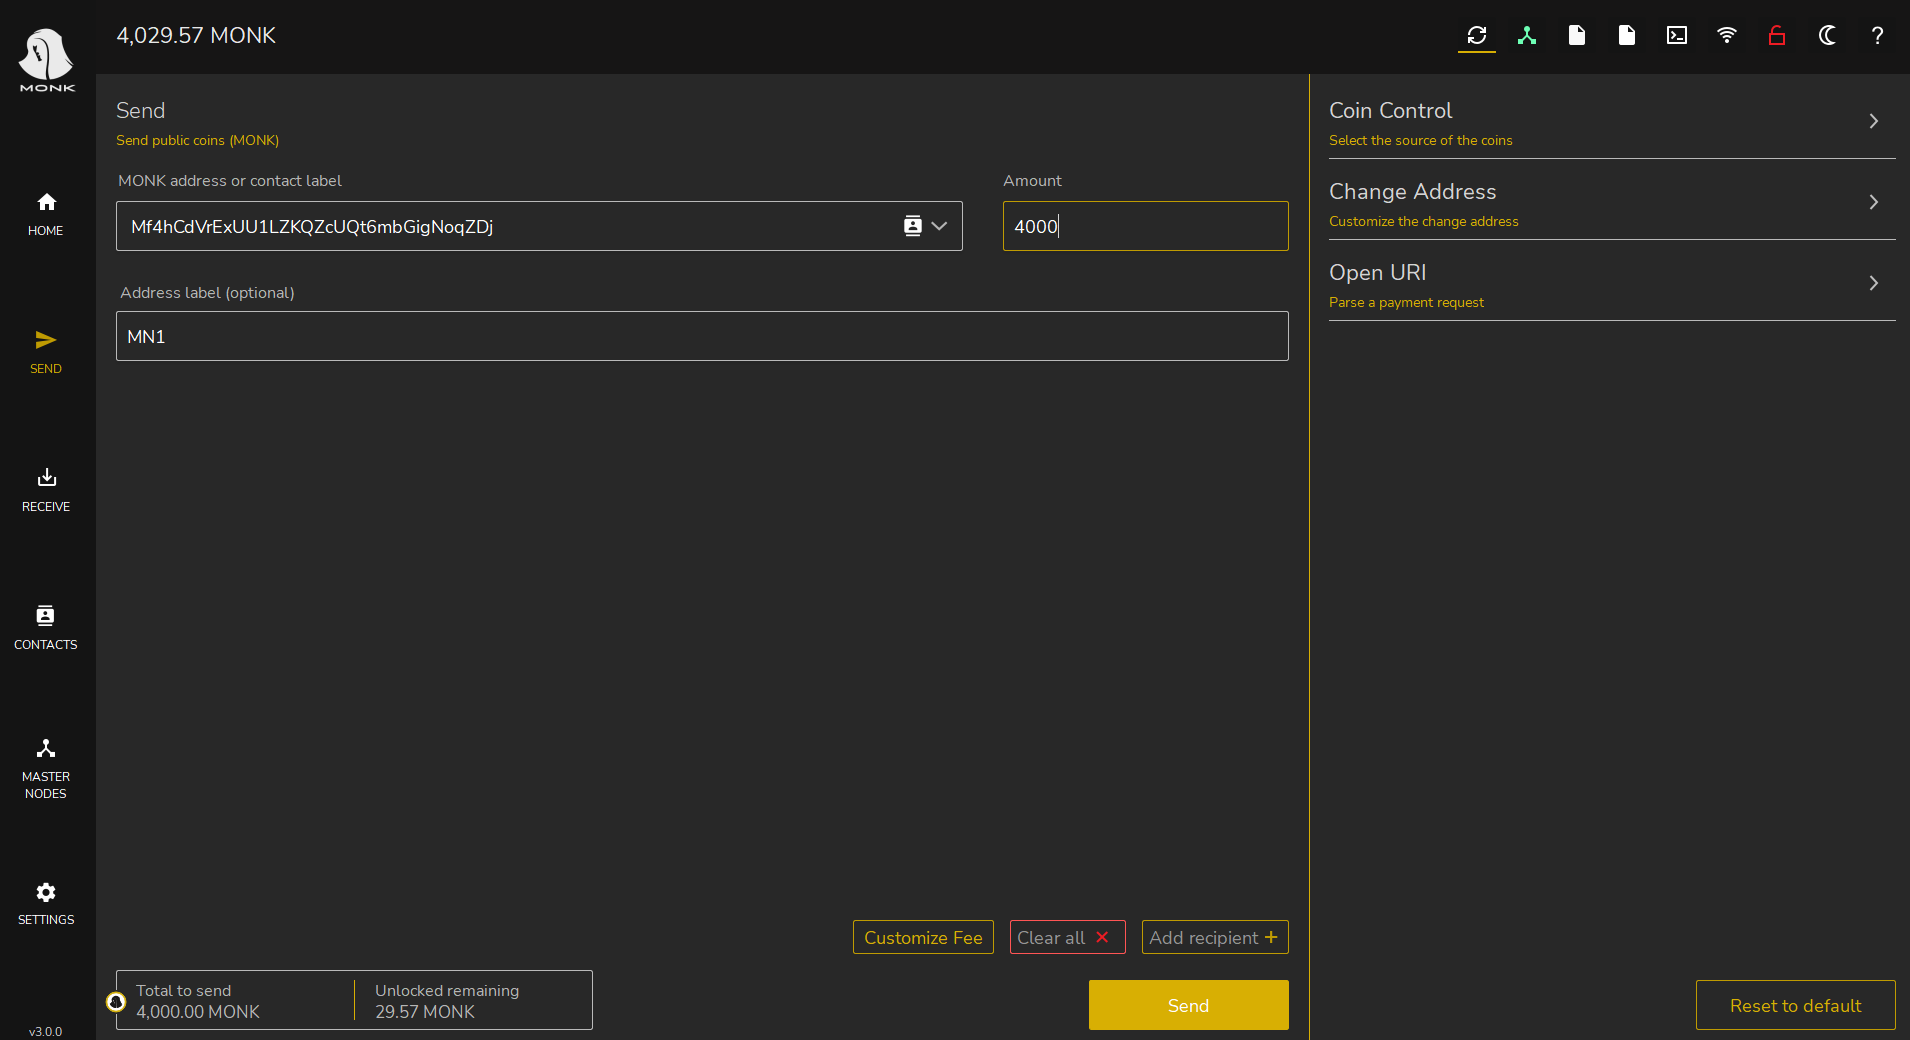 MONK
4,029.57 MONK
HOME
SEND
RECEIVE
CONTACTS
MASTER
NODES
SETTINGS
v3.0.0
Send
Send public coins (MONK)
MONK address or contact label
Amount
Mf4hCdVrExUU1LZKQZcUQt6mbGigNoqZDj
4000
Address label (optional)
MN1
Customize Fee
Clear all
Add recipient +
Total to send
4,000.00 MONK
Unlocked remaining
29.57 MONK
Send
Coin Control
Select the source of the coins
Change Address
Customize the change address
Open URI
Parse a payment request
Reset to default